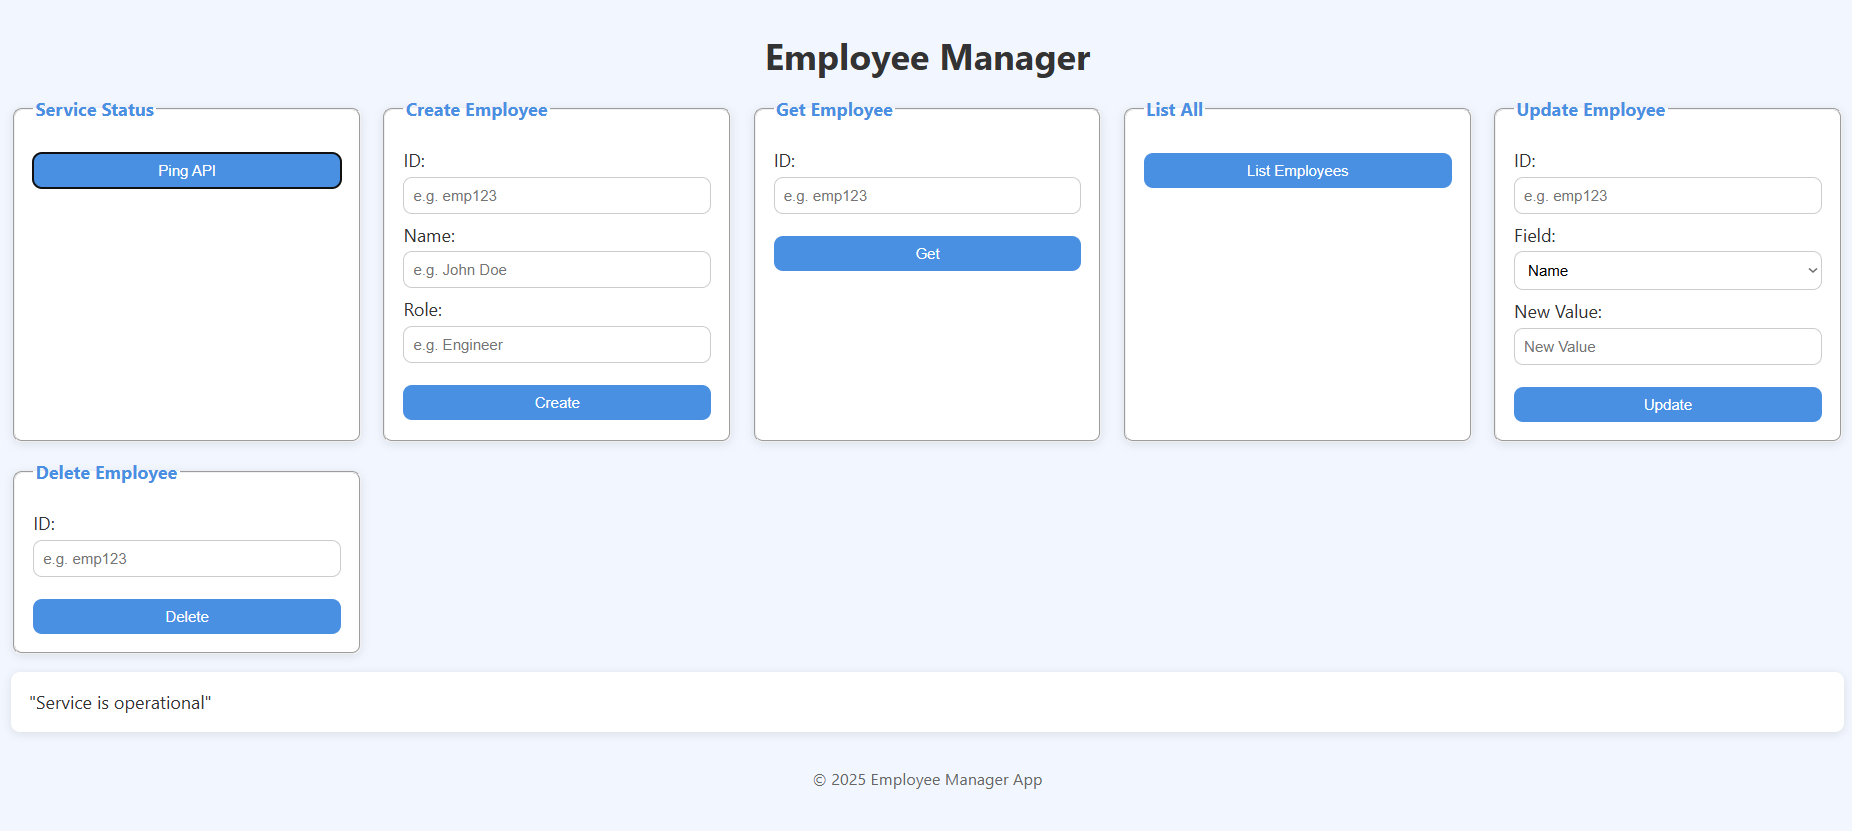 Employee Manager
Service Status
Ping API
Create Employee
ID:
e.g. emp123
Name:
e.g. John Doe
Role:
e.g. Engineer
Create
Get Employee
ID:
e.g. emp123
Get
List All
List Employees
Update Employee
ID:
e.g. emp123
Field:
Name
New Value:
New Value
Update
Delete Employee
ID:
e.g. emp123
Delete
"Service is operational"
© 2025 Employee Manager App